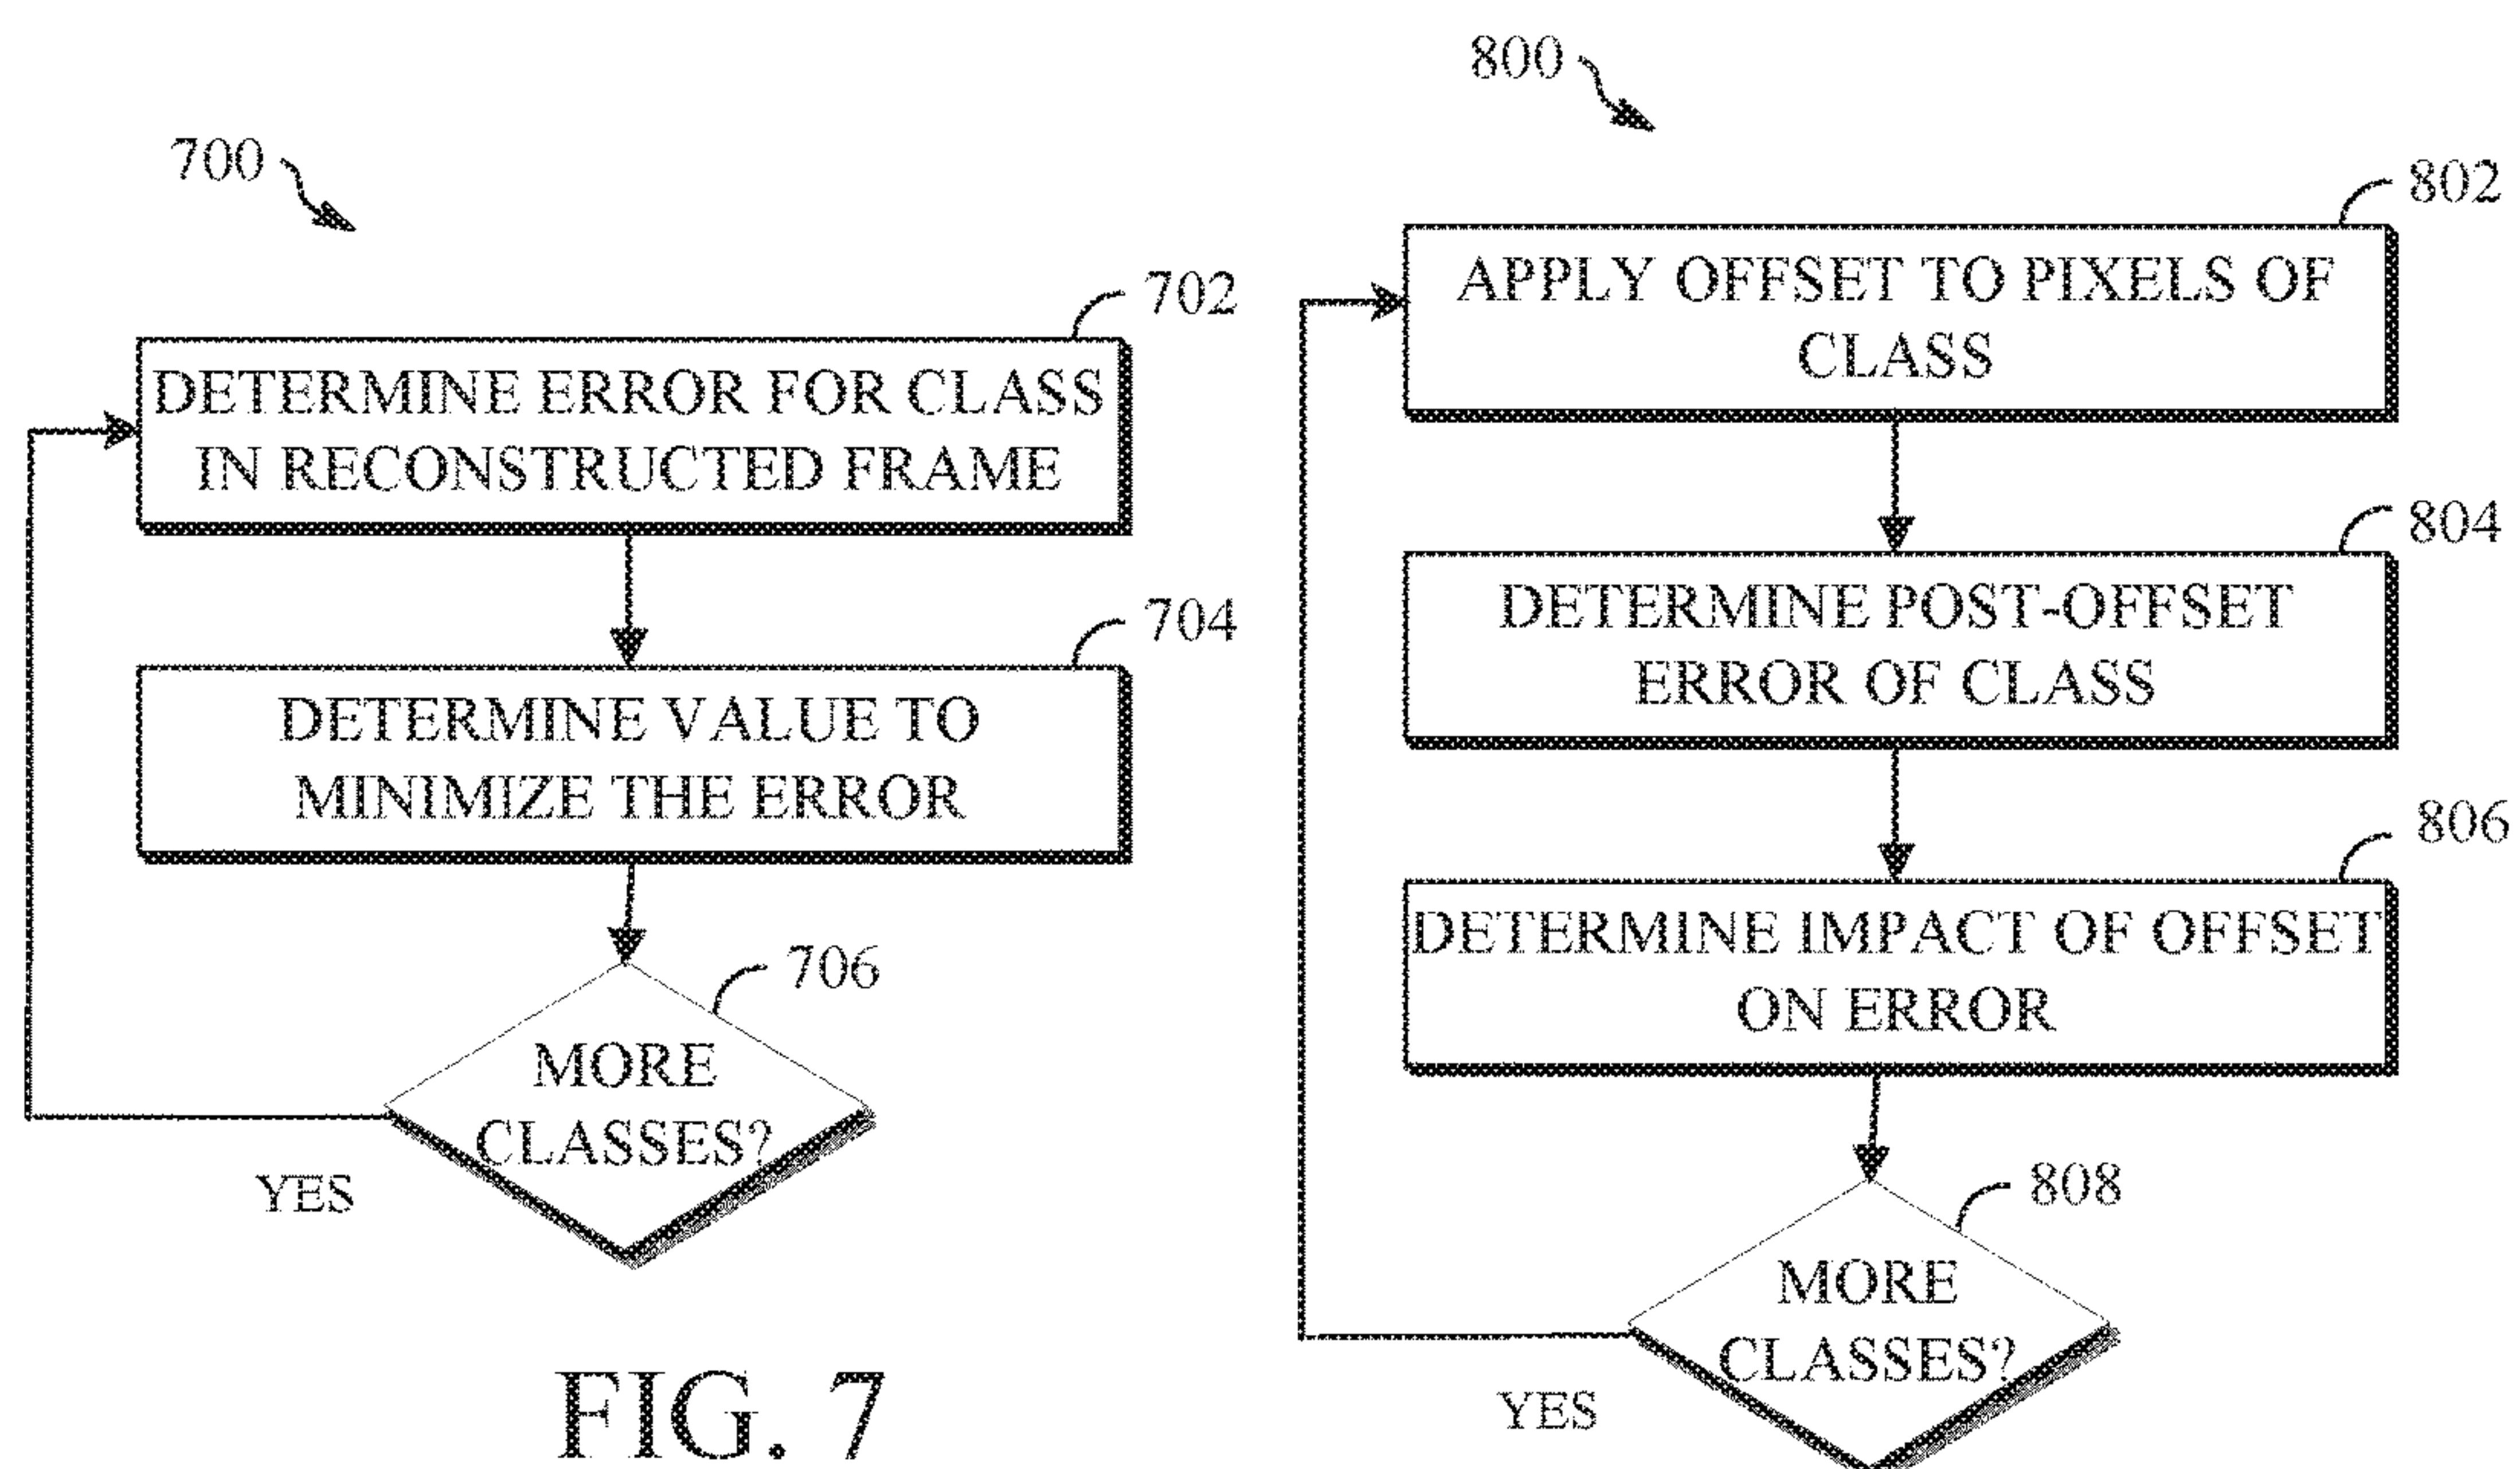 700
702
DETERMINE ERROR FOR CLASS
IN RECONSTRUCTED FRAME
704
DETERMINE VALUE TO
MINIMIZE THE ERROR
706
MORE
CLASSES?
YES
FIG. 7
800
802
APPLY OFFSET TO PIXELS OF
CLASS
804
DETERMINE POST-OFFSET
ERROR OF CLASS
806
DETERMINE IMPACT OF OFFSET
ON ERROR
808
MORE
CLASSES?
YES